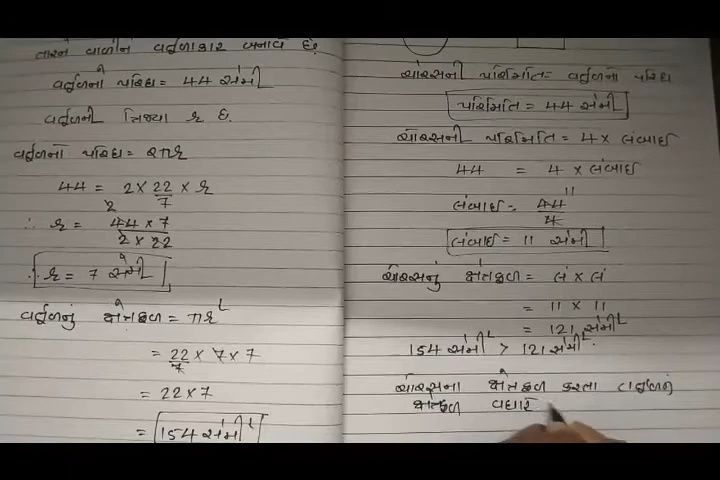 તારને વાળીને વર્તૂળાકાર બનાવે છે.
વર્તૂળનો પરિઘ = 44 સેમી
વર્તૂળની ત્રિજ્યા r છે.
વર્તૂળનો પરિઘ = 2πr
44 = 2 × 22/7 × r
∴ r = 44 × 7 / 2 × 22
∴ r = 7 સેમી
વર્તૂળનું ક્ષેત્રફળ = πr²
= 22/7 × 7 × 7
= 22 × 7
= 154 સેમી²
ચોરસની પરિમિતિ = વર્તૂળનો પરિઘ
પરિમિતિ = 44 સેમી
ચોરસની પરિમિતિ = 4 × લંબાઈ
44 = 4 × લંબાઈ
લંબાઈ = 44/4 11
લંબાઈ = 11 સેમી
ચોરસનું ક્ષેત્રફળ = લં × લં
= 11 × 11
= 121 સેમી²
154 સેમી² > 121 સેમી².
ચોરસના ક્ષેત્રફળ કરતા વર્તૂળનું
ક્ષેત્રફળ વધારે